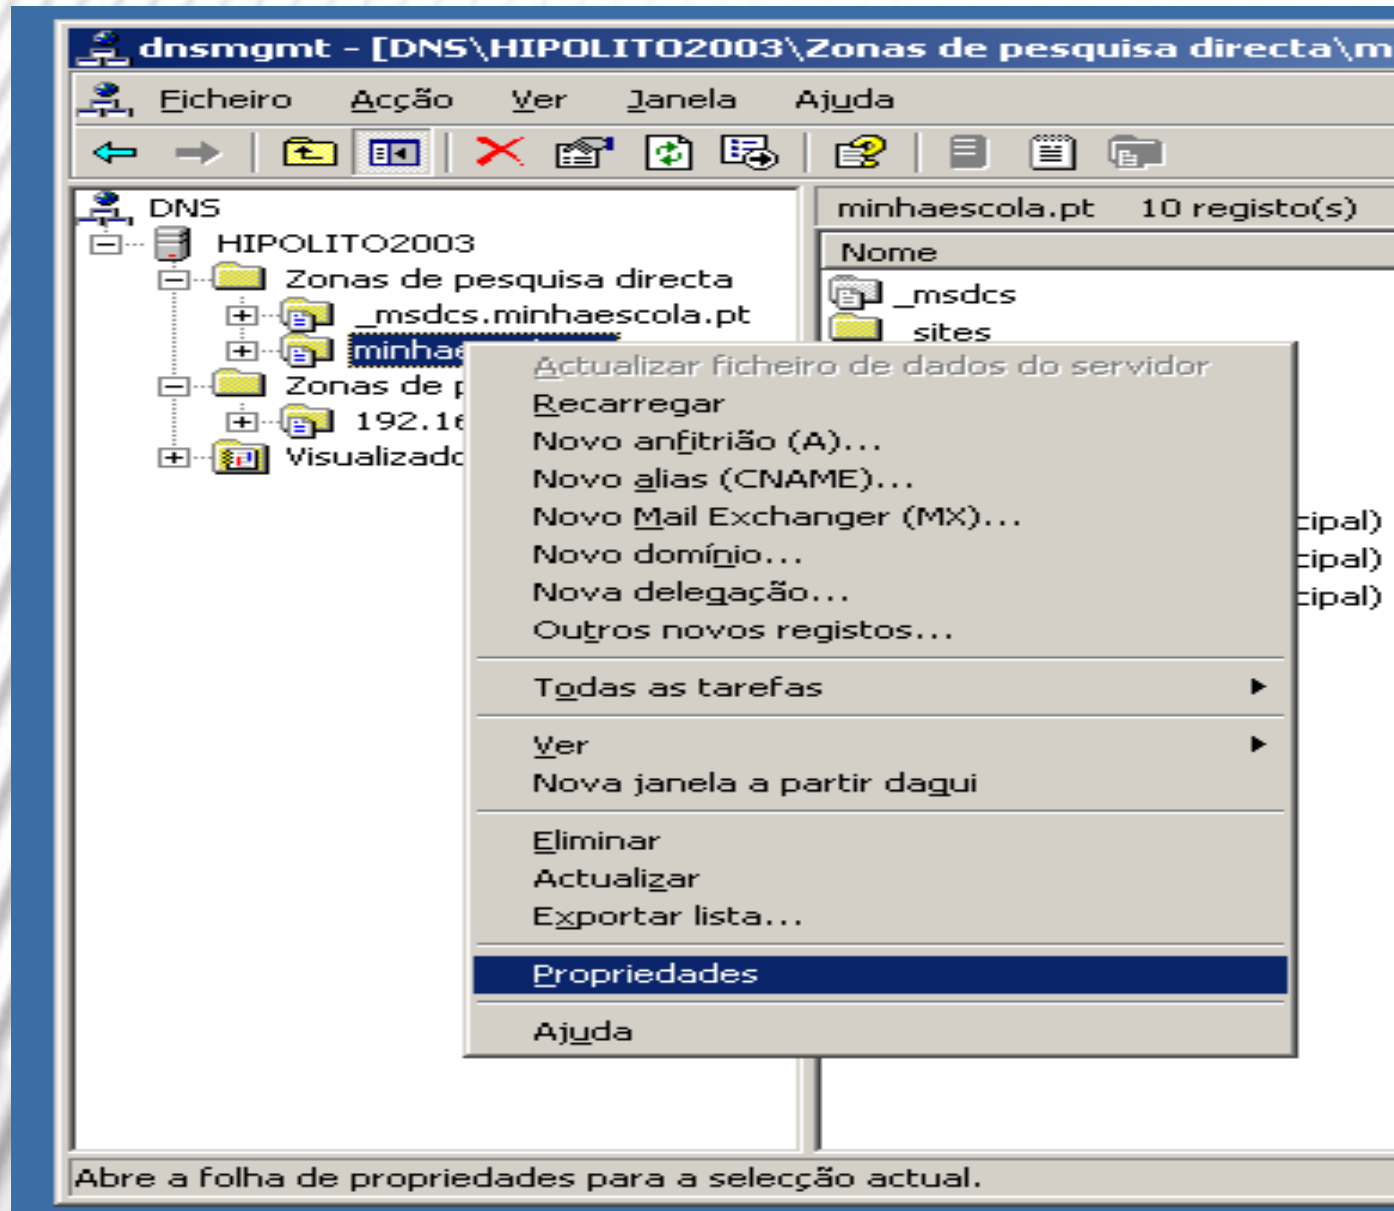 dnsmgmt - [DNS\HIPOLITO2003\Zonas de pesquisa directa\m
Ficheiro Acção Ver Janela Ajuda
DNS
HIPOLITO2003
Zonas de pesquisa directa
_msdcs.minhaescola.pt
minhae
Zonas de p
192.16
Visualizado
minhaescola.pt 10 registo(s)
Nome
_msdcs
_sites
cipal)
cipal)
cipal)
Actualizar ficheiro de dados do servidor
Recarregar
Novo anfitrião (A)...
Novo alias (CNAME)...
Novo Mail Exchanger (MX)...
Novo domínio...
Nova delegação...
Outros novos registos...
Todas as tarefas
Ver
Nova janela a partir daqui
Eliminar
Actualizar
Exportar lista...
Propriedades
Ajuda
Abre a folha de propriedades para a selecção actual.